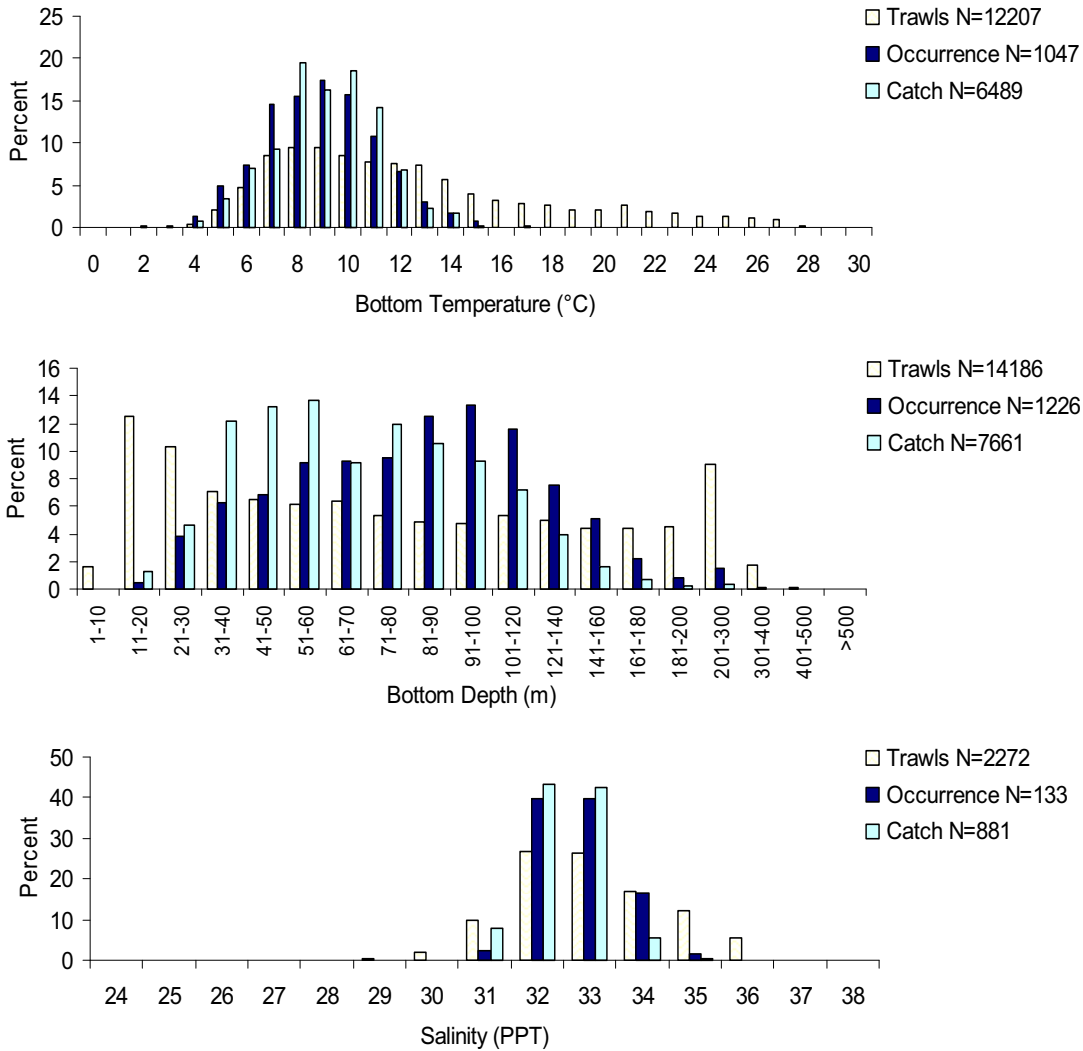 25
20
15
10
5
0
Percent
0 2 4 6 8 10 12 14 16 18 20 22 24 26 28 30
Bottom Temperature (°C)
Trawls N=12207
Occurrence N=1047
Catch N=6489
16
14
12
10
8
6
4
2
0
Percent
1-10 11-20 21-30 31-40 41-50 51-60 61-70 71-80 81-90 91-100 101-120 121-140 141-160 161-180 181-200 201-300 301-400 401-500 >500
Bottom Depth (m)
Trawls N=14186
Occurrence N=1226
Catch N=7661
50
40
30
20
10
0
Percent
24 25 26 27 28 29 30 31 32 33 34 35 36 37 38
Salinity (PPT)
Trawls N=2272
Occurrence N=133
Catch N=881